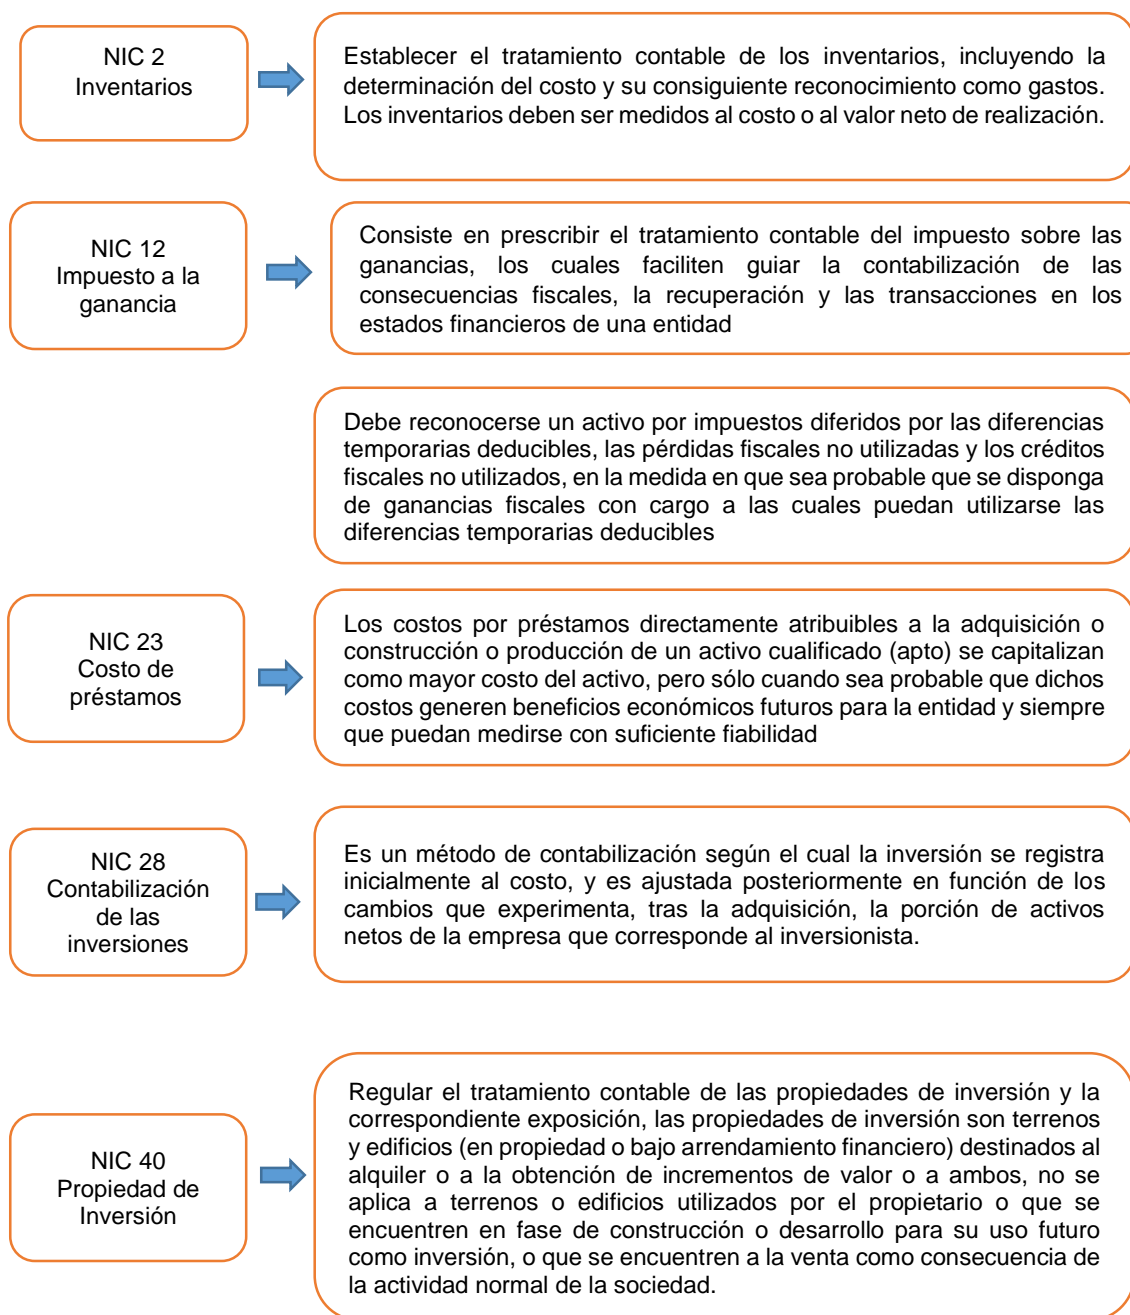 NIC 2
Inventarios
Establecer el tratamiento contable de los inventarios, incluyendo la
determinación del costo y su consiguiente reconocimiento como gastos.
Los inventarios deben ser medidos al costo o al valor neto de realización.
NIC 12
Impuesto a la
ganancia
Consiste en prescribir el tratamiento contable del impuesto sobre las
ganancias, los cuales faciliten guiar la contabilización de las
consecuencias fiscales, la recuperación y las transacciones en los
estados financieros de una entidad
Debe reconocerse un activo por impuestos diferidos por las diferencias
temporarias deducibles, las pérdidas fiscales no utilizadas y los créditos
fiscales no utilizados, en la medida en que sea probable que se disponga
de ganancias fiscales con cargo a las cuales puedan utilizarse las
diferencias temporarias deducibles
NIC 23
Costo de
préstamos
Los costos por préstamos directamente atribuibles a la adquisición o
construcción o producción de un activo cualificado (apto) se capitalizan
como mayor costo del activo, pero sólo cuando sea probable que dichos
costos generen beneficios económicos futuros para la entidad y siempre
que puedan medirse con suficiente fiabilidad
NIC 28
Contabilización
de las
inversiones
Es un método de contabilización según el cual la inversión se registra
inicialmente al costo, y es ajustada posteriormente en función de los
cambios que experimenta, tras la adquisición, la porción de activos
netos de la empresa que corresponde al inversionista.
NIC 40
Propiedad de
Inversión
Regular el tratamiento contable de las propiedades de inversión y la
correspondiente exposición, las propiedades de inversión son terrenos
y edificios (en propiedad o bajo arrendamiento financiero) destinados al
alquiler o a la obtención de incrementos de valor o a ambos, no se
aplica a terrenos o edificios utilizados por el propietario o que se
encuentren en fase de construcción o desarrollo para su uso futuro
como inversión, o que se encuentren a la venta como consecuencia de
la actividad normal de la sociedad.